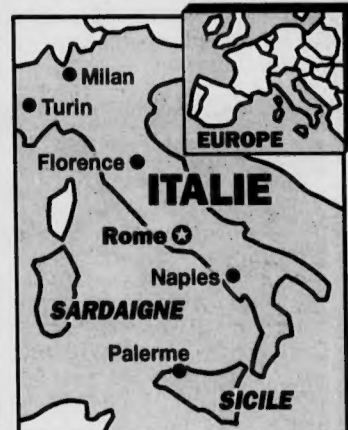 Milan
Turin
EUROPE
Florence
ITALIE
Rome
Naples
SARDAIGNE
Palerme
SICILE